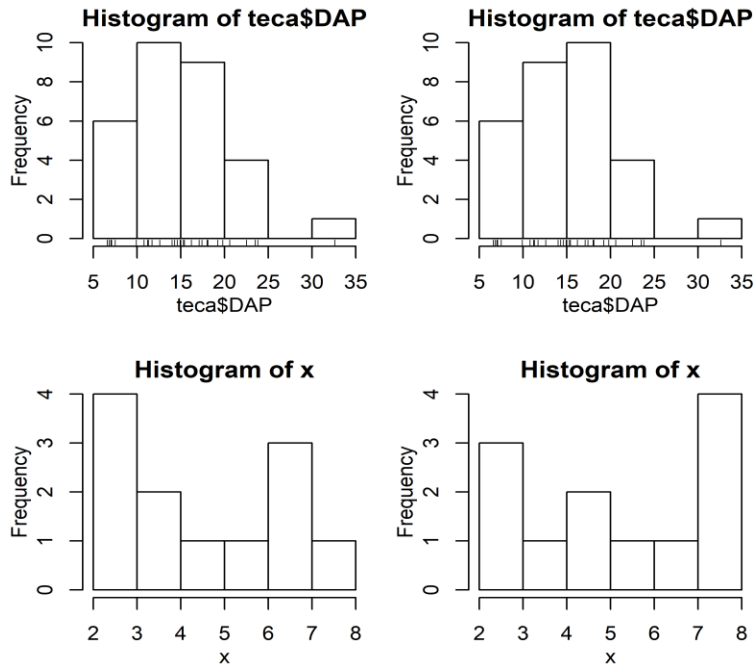 Histogram of teca$DAP
Frequency
0 2 4 6 8 10
5 10 15 20 25 30 35
teca$DAP
Histogram of teca$DAP
Frequency
0 2 4 6 8 10
5 10 15 20 25 30 35
teca$DAP
Histogram of x
Frequency
0 1 2 3 4
2 3 4 5 6 7 8
x
Histogram of x
Frequency
0 1 2 3 4
2 3 4 5 6 7 8
x